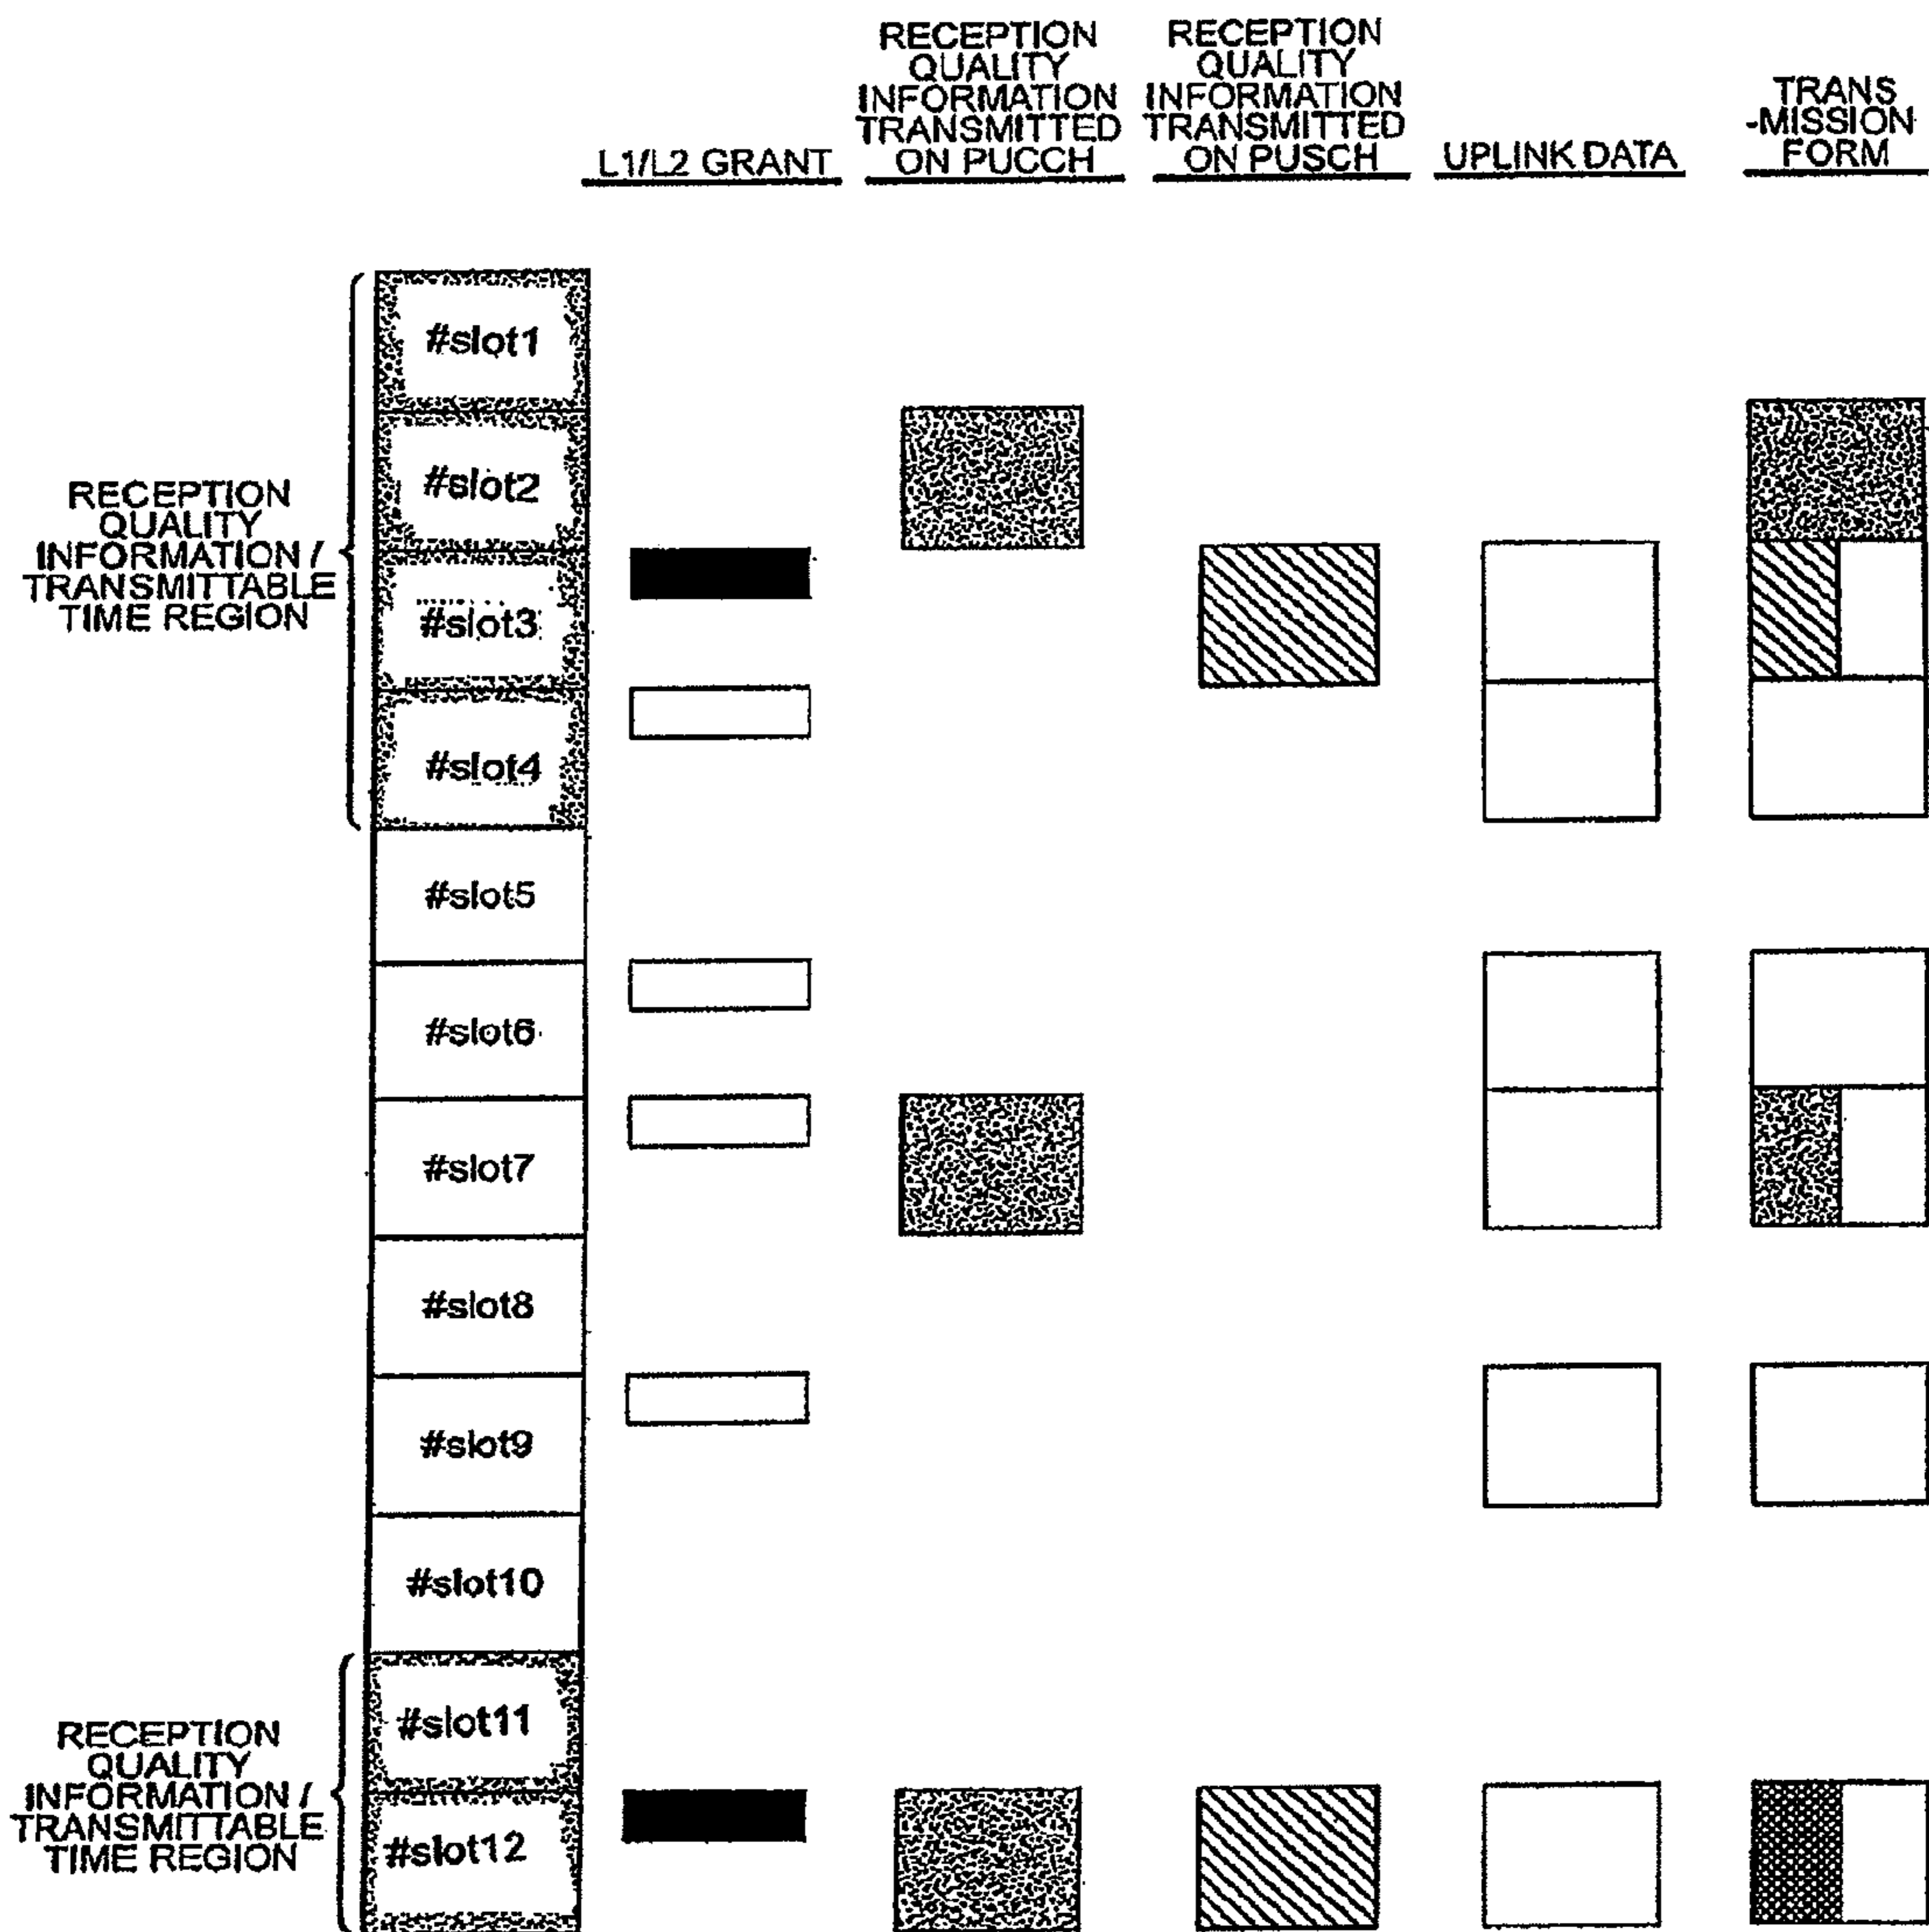 RECEPTION
QUALITY
INFORMATION
TRANSMITTED
ON PUCCH
RECEPTION
QUALITY
INFORMATION
TRANSMITTED
ON PUSCH
TRANS
-MISSION
FORM
L1/L2 GRANT
UPLINK DATA
RECEPTION
QUALITY
INFORMATION /
TRANSMITTABLE
TIME REGION
#slot1
#slot2
#slot3
#slot4
#slot5
#slot6
#slot7
#slot8
#slot9
#slot10
RECEPTION
QUALITY
INFORMATION /
TRANSMITTABLE
TIME REGION
#slot11
#slot12